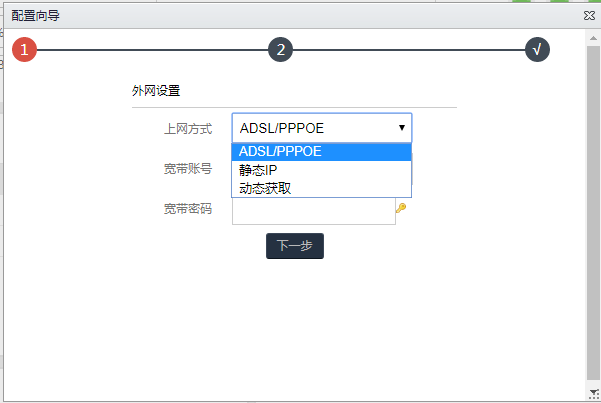 配置向导
1
2
√
外网设置
上网方式
ADSL/PPPOE
ADSL/PPPOE
宽带账号
静态IP
动态获取
宽带密码
下一步